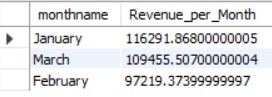 monthname Revenue_per_Month
January 116291.86800000005
March 109455.50700000004
February 97219.37399999997